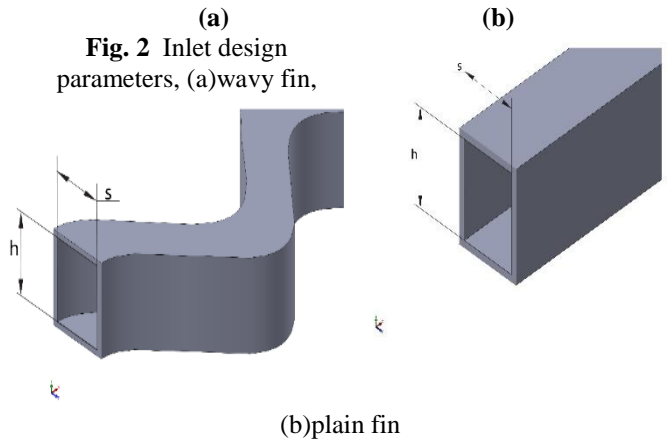 (a)
(b)
Fig. 2 Inlet design
parameters, (a)wavy fin,
s
h
s
h
(b)plain fin